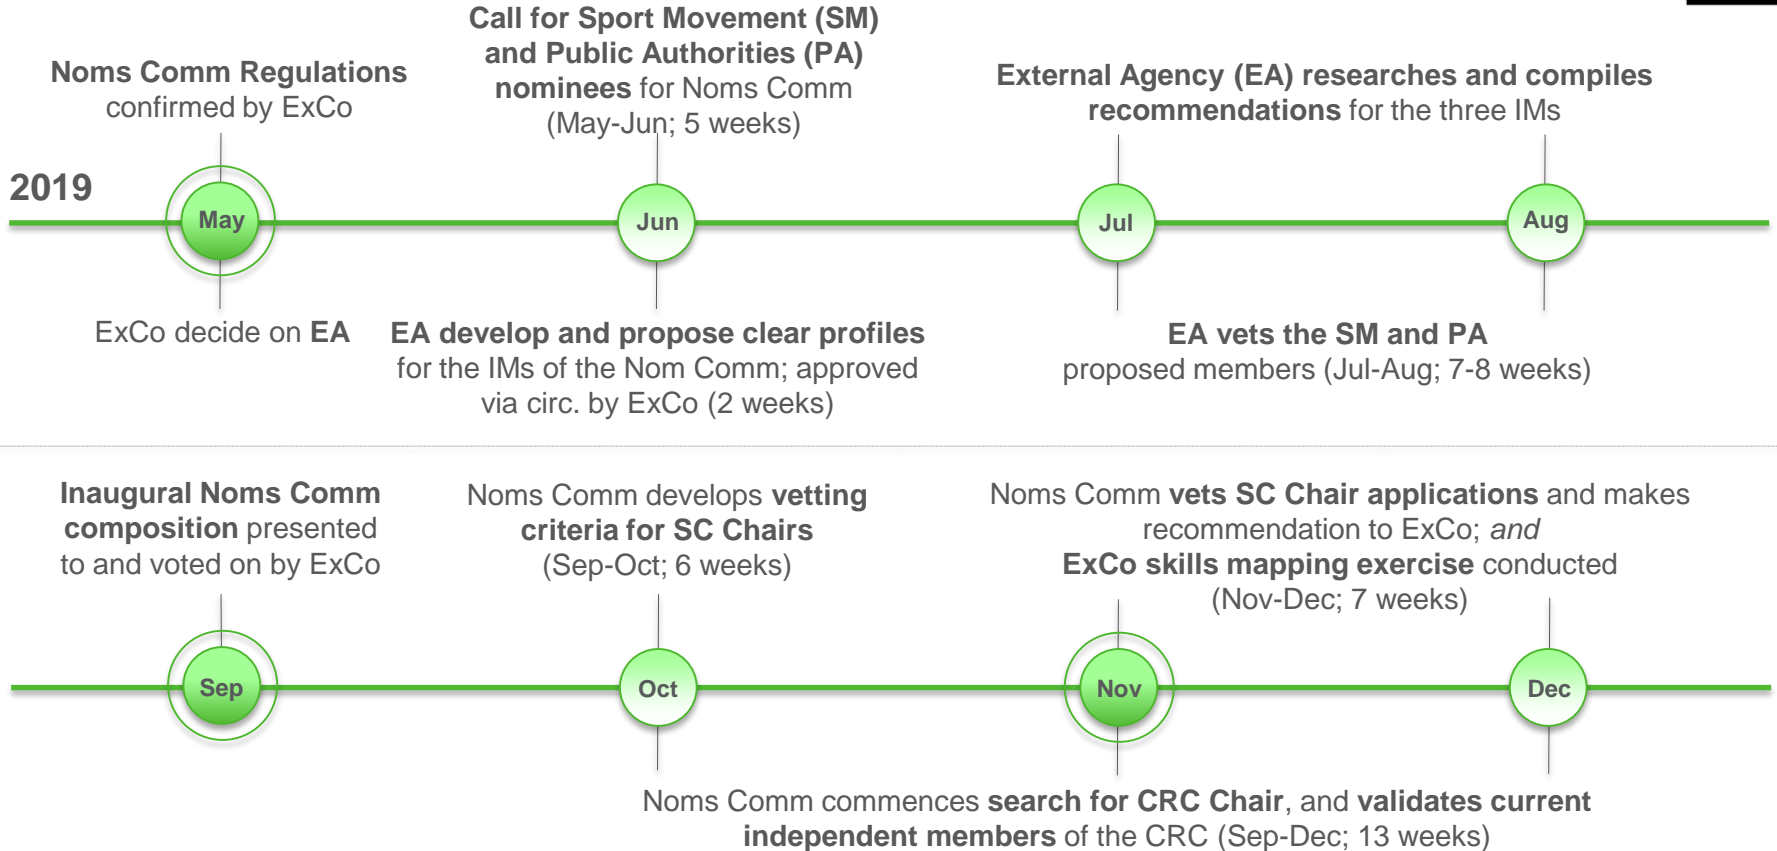 Call for Sport Movement (SM)
and Public Authorities (PA)
nominees for Noms Comm
(May-Jun; 5 weeks)
Noms Comm Regulations
confirmed by ExCo
External Agency (EA) researches and compiles
recommendations for the three IMs
2019
May
Jun
Jul
Aug
ExCo decide on EA
EA develop and propose clear profiles
for the IMs of the Nom Comm; approved
via circ. by ExCo (2 weeks)
EA vets the SM and PA
proposed members (Jul-Aug; 7-8 weeks)
Inaugural Noms Comm
composition presented
to and voted on by ExCo
Noms Comm develops vetting
criteria for SC Chairs
(Sep-Oct; 6 weeks)
Noms Comm vets SC Chair applications and makes
recommendation to ExCo; and
ExCo skills mapping exercise conducted
(Nov-Dec; 7 weeks)
Sep
Oct
Nov
Dec
Noms Comm commences search for CRC Chair, and validates current
independent members of the CRC (Sep-Dec; 13 weeks)